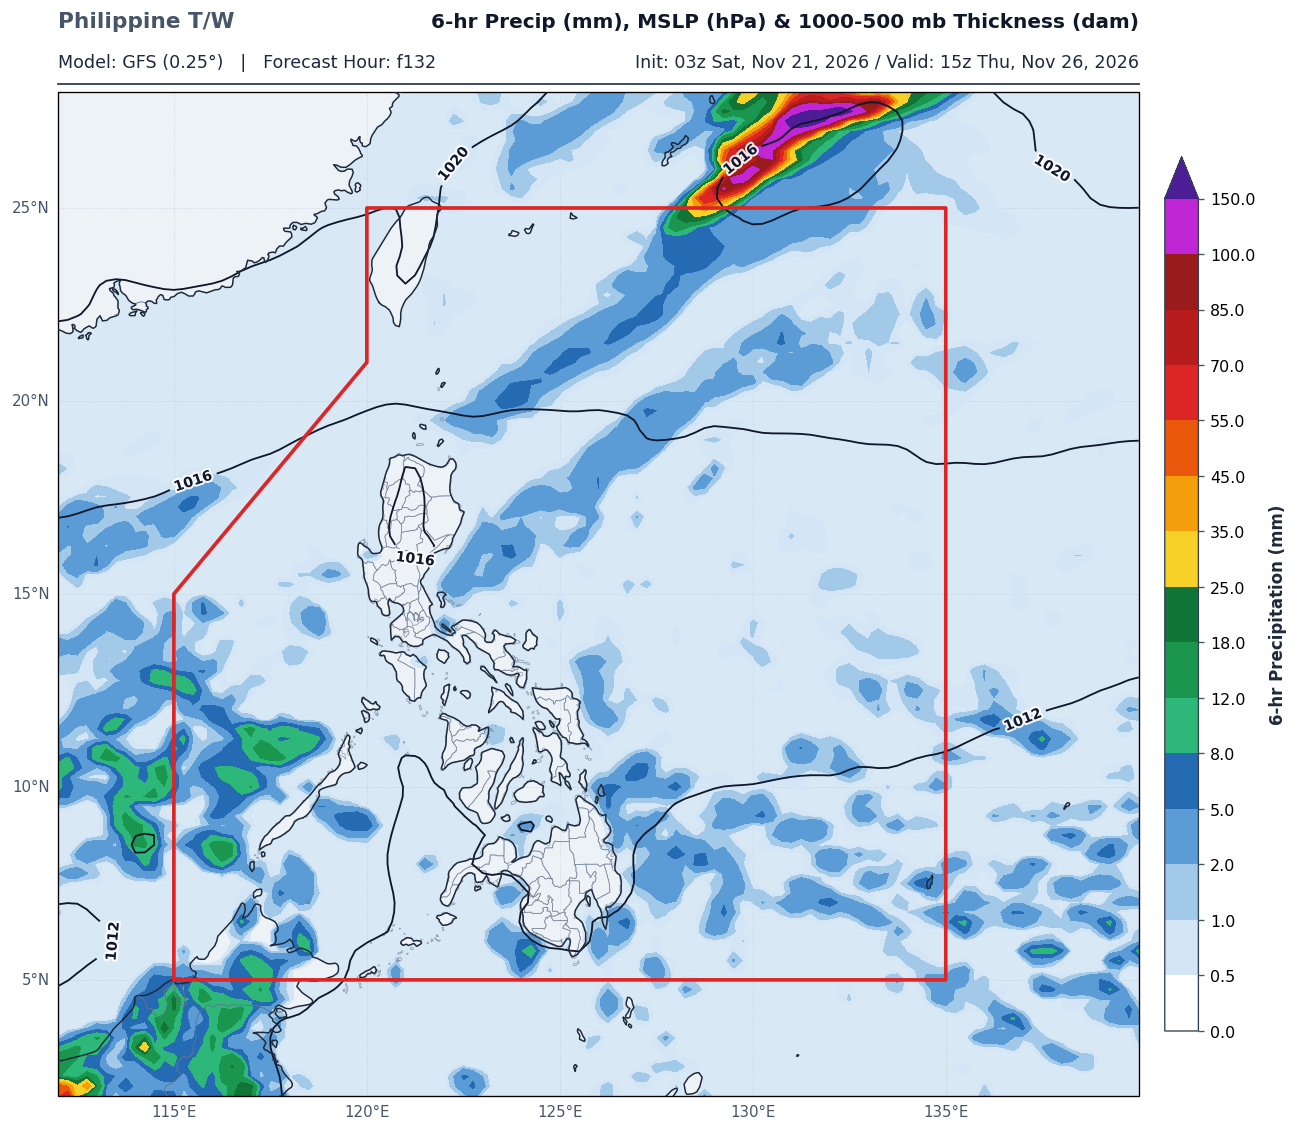 Philippine T/W
6-hr Precip (mm), MSLP (hPa) & 1000-500 mb Thickness (dam)
Model: GFS (0.25°) | Forecast Hour: f132
Init: 03z Sat, Nov 21, 2026 / Valid: 15z Thu, Nov 26, 2026
1020
1016
1020
1016
1016
1012
1012
25°N
20°N
15°N
10°N
5°N
115°E
120°E
125°E
130°E
135°E
150.0
100.0
85.0
70.0
55.0
45.0
35.0
25.0
18.0
12.0
8.0
5.0
2.0
1.0
0.5
0.0
6-hr Precipitation (mm)